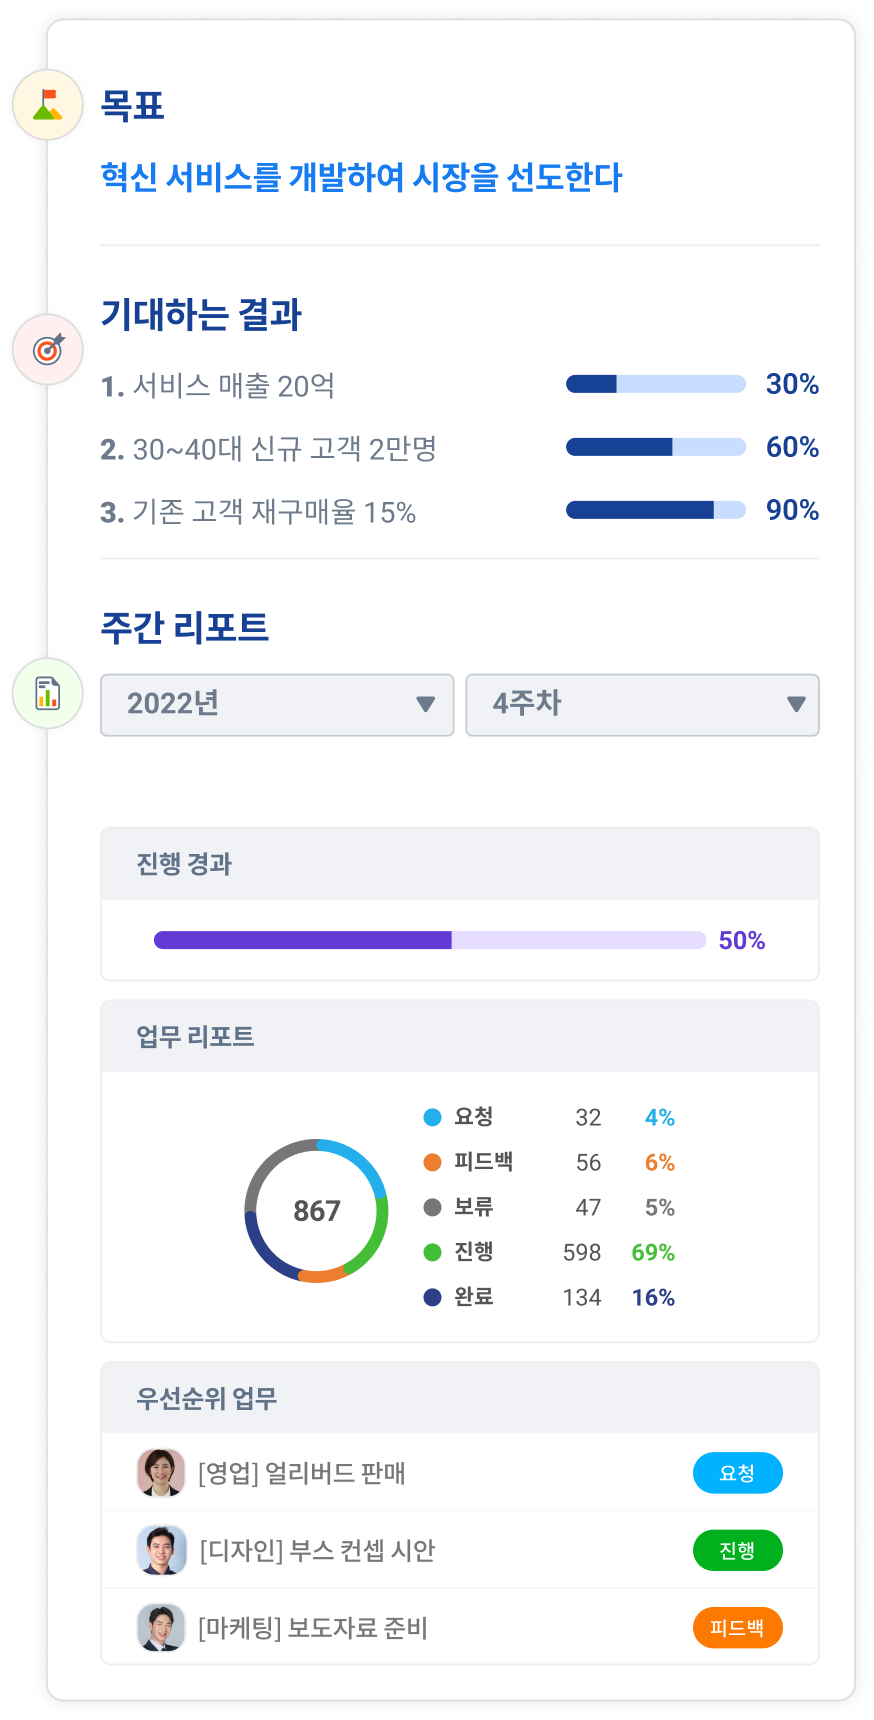 목표
혁신 서비스를 개발하여 시장을 선도한다
기대하는 결과
1. 서비스 매출 20억 30%
2. 30~40대 신규 고객 2만명 60%
3. 기존 고객 재구매율 15% 90%
주간 리포트
2022년 4주차
진행 경과
50%
업무 리포트
867
요청 32 4%
피드백 56 6%
보류 47 5%
진행 598 69%
완료 134 16%
우선순위 업무
[영업] 얼리버드 판매 요청
[디자인] 부스 컨셉 시안 진행
[마케팅] 보도자료 준비 피드백